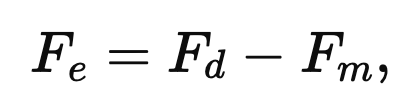 $F_e = F_d - F_m,$